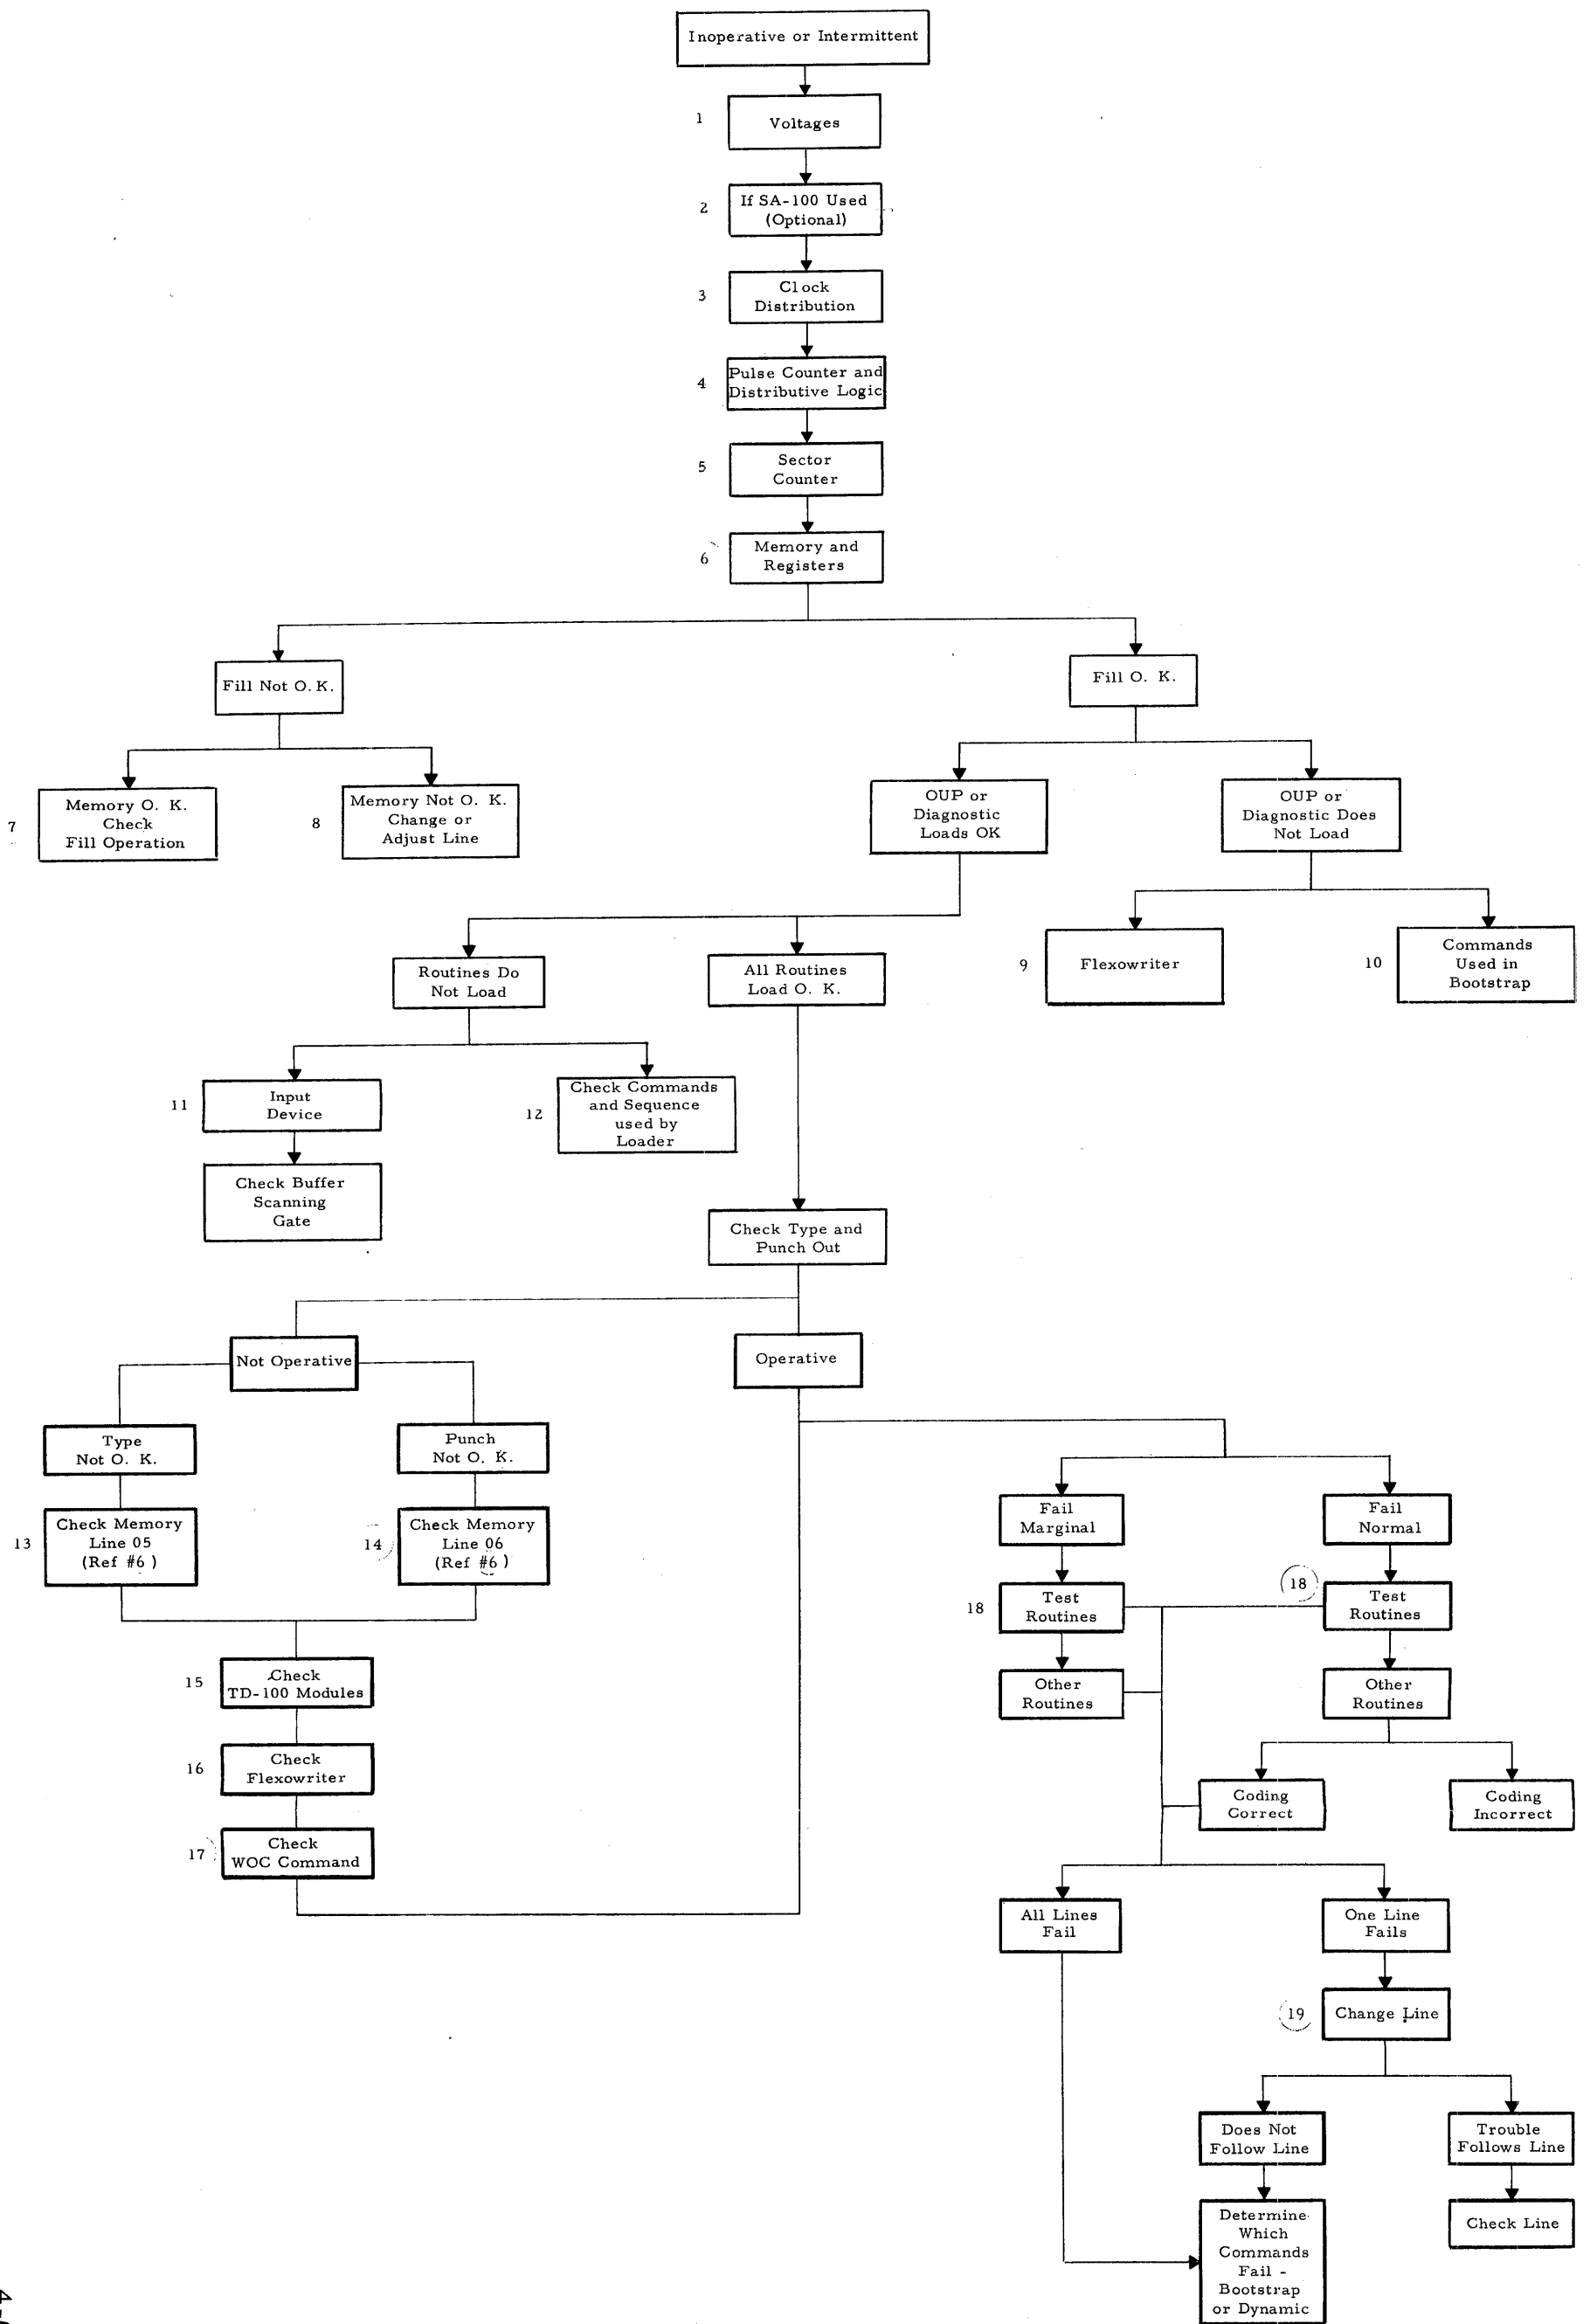 Inoperative or Intermittent
1
Voltages
2
If SA-100 Used
(Optional)
3
Clock
Distribution
4
Pulse Counter and
Distributive Logic
5
Sector
Counter
6
Memory and
Registers
Fill Not O. K.
Fill O. K.
7
Memory O. K.
Check
Fill Operation
8
Memory Not O. K.
Change or
Adjust Line
OUP or
Diagnostic
Loads OK
OUP or
Diagnostic Does
Not Load
Routines Do
Not Load
All Routines
Load O. K.
9
Flexowriter
10
Commands
Used in
Bootstrap
11
Input
Device
12
Check Commands
and Sequence
used by
Loader
Check Buffer
Scanning
Gate
Check Type and
Punch Out
Not Operative
Operative
Type
Not O. K.
Punch
Not O. K.
13
Check Memory
Line 05
(Ref #6 )
14
Check Memory
Line 06
(Ref #6 )
Fail
Marginal
Fail
Normal
18
Test
Routines
18
Test
Routines
15
Check
TD-100 Modules
Other
Routines
Other
Routines
16
Check
Flexowriter
Coding
Correct
Coding
Incorrect
17
Check
WOC Command
All Lines
Fail
One Line
Fails
19
Change Line
Does Not
Follow Line
Trouble
Follows Line
Determine
Which
Commands
Fail -
Bootstrap
or Dynamic
Check Line